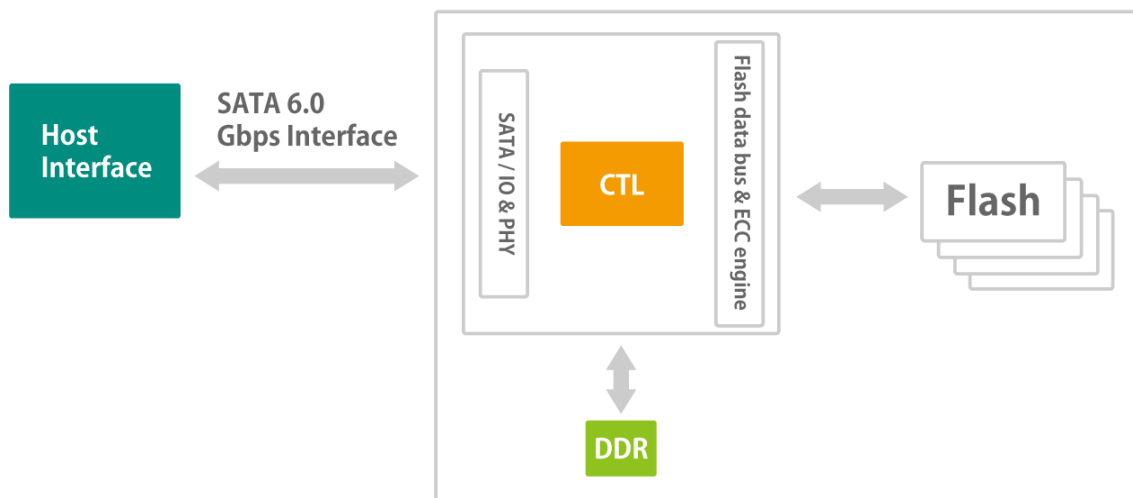 Host
Interface
SATA 6.0
Gbps Interface
SATA / IO & PHY
CTL
Flash data bus & ECC engine
Flash
DDR